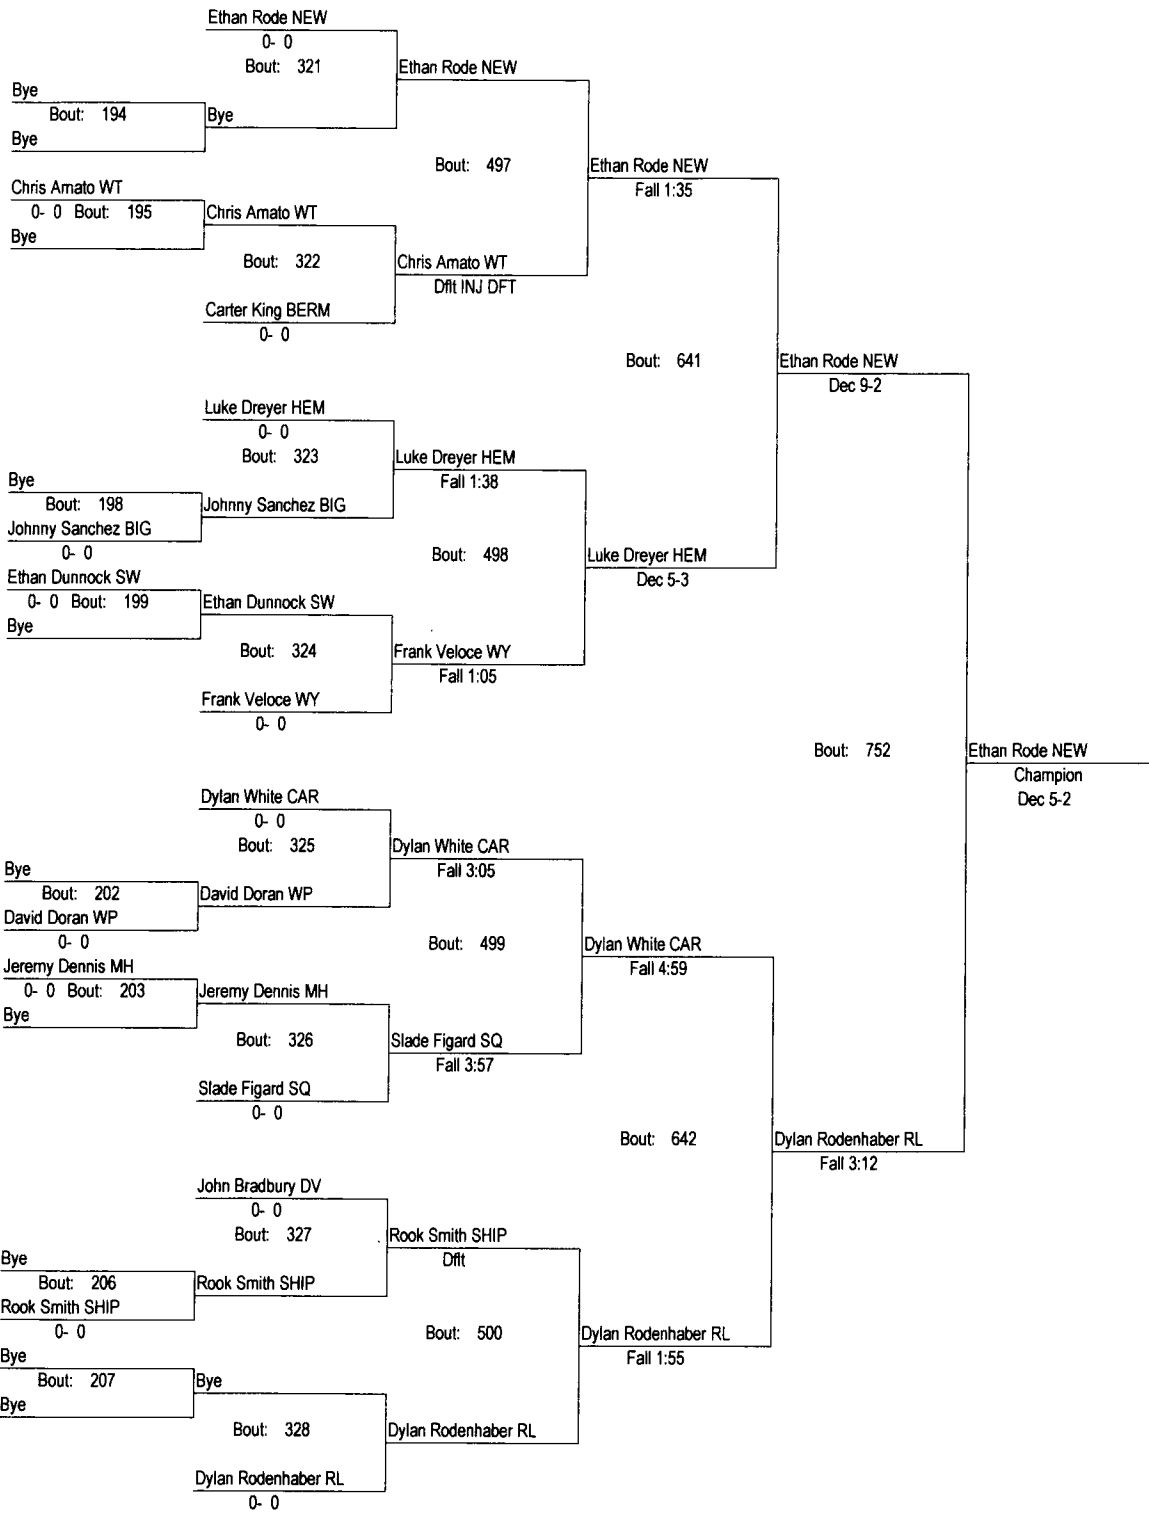 Ethan Rode NEW
0- 0
Bout: 321
Ethan Rode NEW
Bye
Bout: 194
Bye
Bye
Bout: 497
Ethan Rode NEW
Fall 1:35
Chris Amato WT
0- 0 Bout: 195
Chris Amato WT
Bye
Bout: 322
Chris Amato WT
Dflt INJ DFT
Carter King BERM
0- 0
Bout: 641
Ethan Rode NEW
Dec 9-2
Luke Dreyer HEM
0- 0
Bout: 323
Luke Dreyer HEM
Fall 1:38
Bye
Bout: 198
Johnny Sanchez BIG
Johnny Sanchez BIG
0- 0
Bout: 498
Luke Dreyer HEM
Dec 5-3
Ethan Dunnock SW
0- 0 Bout: 199
Ethan Dunnock SW
Bye
Bout: 324
Frank Veloce WY
Fall 1:05
Frank Veloce WY
0- 0
Bout: 752
Ethan Rode NEW
Champion
Dec 5-2
Dylan White CAR
0- 0
Bout: 325
Dylan White CAR
Fall 3:05
Bye
Bout: 202
David Doran WP
David Doran WP
0- 0
Bout: 499
Dylan White CAR
Fall 4:59
Jeremy Dennis MH
0- 0 Bout: 203
Jeremy Dennis MH
Bye
Bout: 326
Slade Figard SQ
Fall 3:57
Slade Figard SQ
0- 0
Bout: 642
Dylan Rodenhaber RL
Fall 3:12
John Bradbury DV
0- 0
Bout: 327
Rook Smith SHIP
Dflt
Bye
Bout: 206
Rook Smith SHIP
Rook Smith SHIP
0- 0
Bout: 500
Dylan Rodenhaber RL
Fall 1:55
Bye
Bout: 207
Bye
Bye
Bout: 328
Dylan Rodenhaber RL
Dylan Rodenhaber RL
0- 0